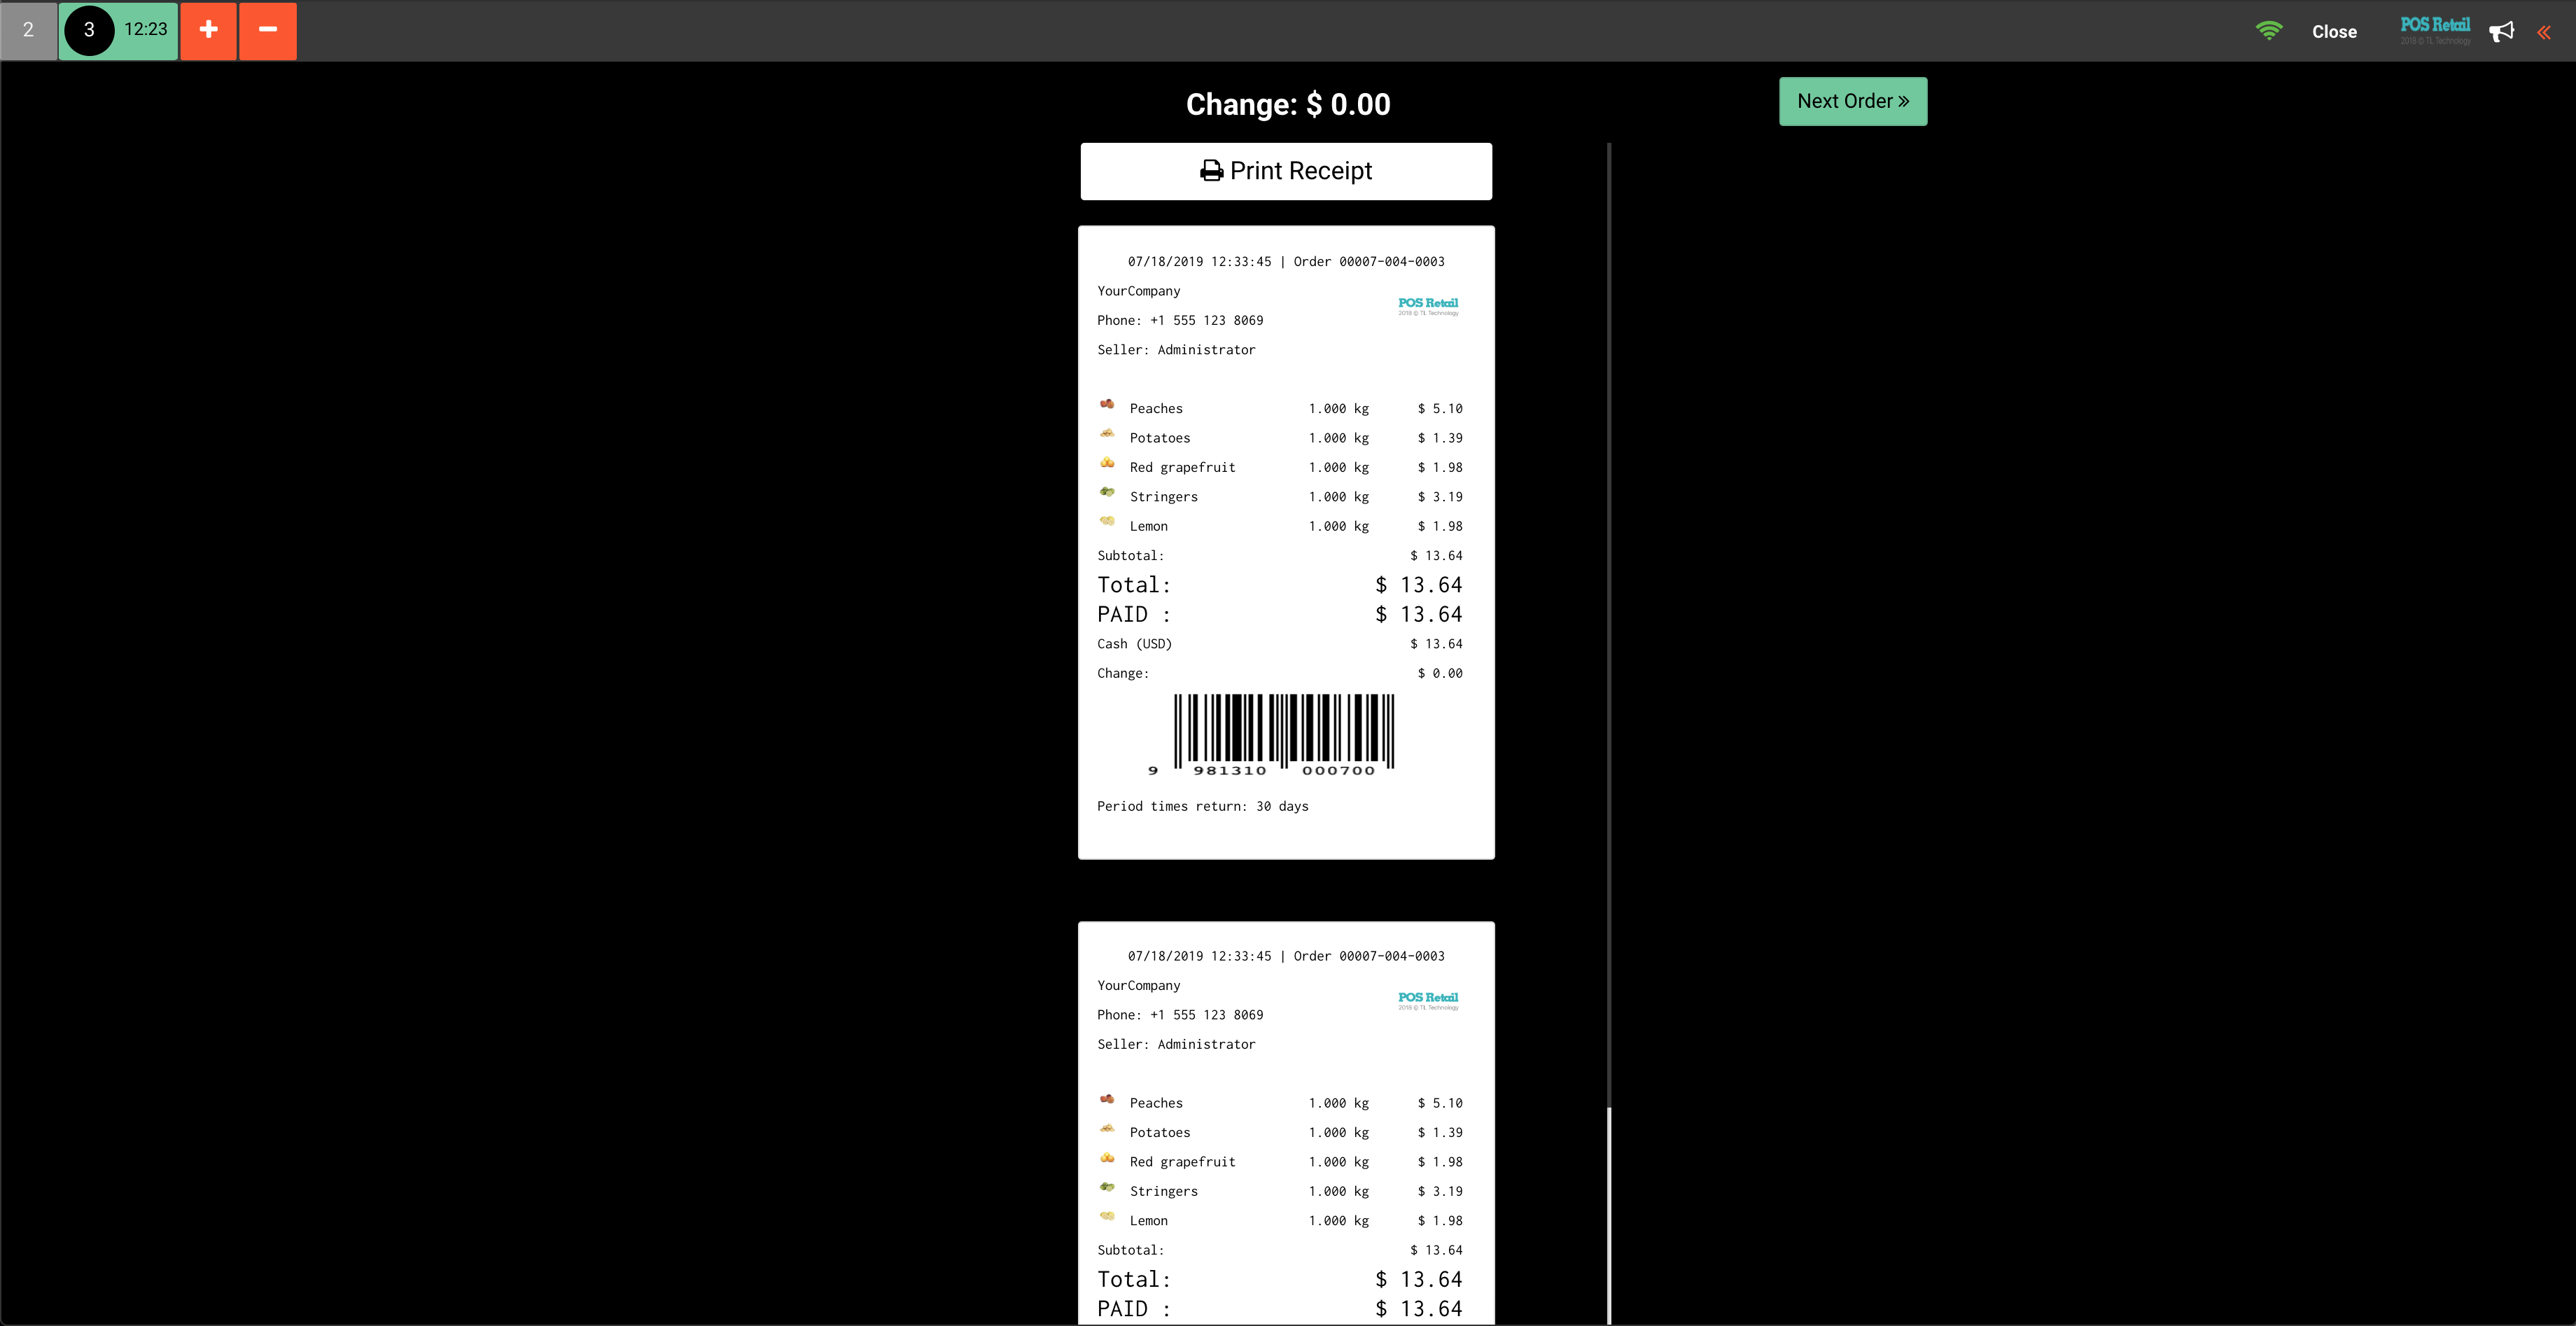 2 3 12:23 + − Close POS Retail
2018 © TL Technology
Change: $ 0.00
Next Order »
Print Receipt
07/18/2019 12:33:45 | Order 00007-004-0003
YourCompany
POS Retail
2018 © TL Technology
Phone: +1 555 123 8069
Seller: Administrator
Peaches 1.000 kg $ 5.10
Potatoes 1.000 kg $ 1.39
Red grapefruit 1.000 kg $ 1.98
Stringers 1.000 kg $ 3.19
Lemon 1.000 kg $ 1.98
Subtotal: $ 13.64
Total: $ 13.64
PAID : $ 13.64
Cash (USD) $ 13.64
Change: $ 0.00
9 981310 000700
Period times return: 30 days
07/18/2019 12:33:45 | Order 00007-004-0003
YourCompany
POS Retail
2018 © TL Technology
Phone: +1 555 123 8069
Seller: Administrator
Peaches 1.000 kg $ 5.10
Potatoes 1.000 kg $ 1.39
Red grapefruit 1.000 kg $ 1.98
Stringers 1.000 kg $ 3.19
Lemon 1.000 kg $ 1.98
Subtotal: $ 13.64
Total: $ 13.64
PAID : $ 13.64